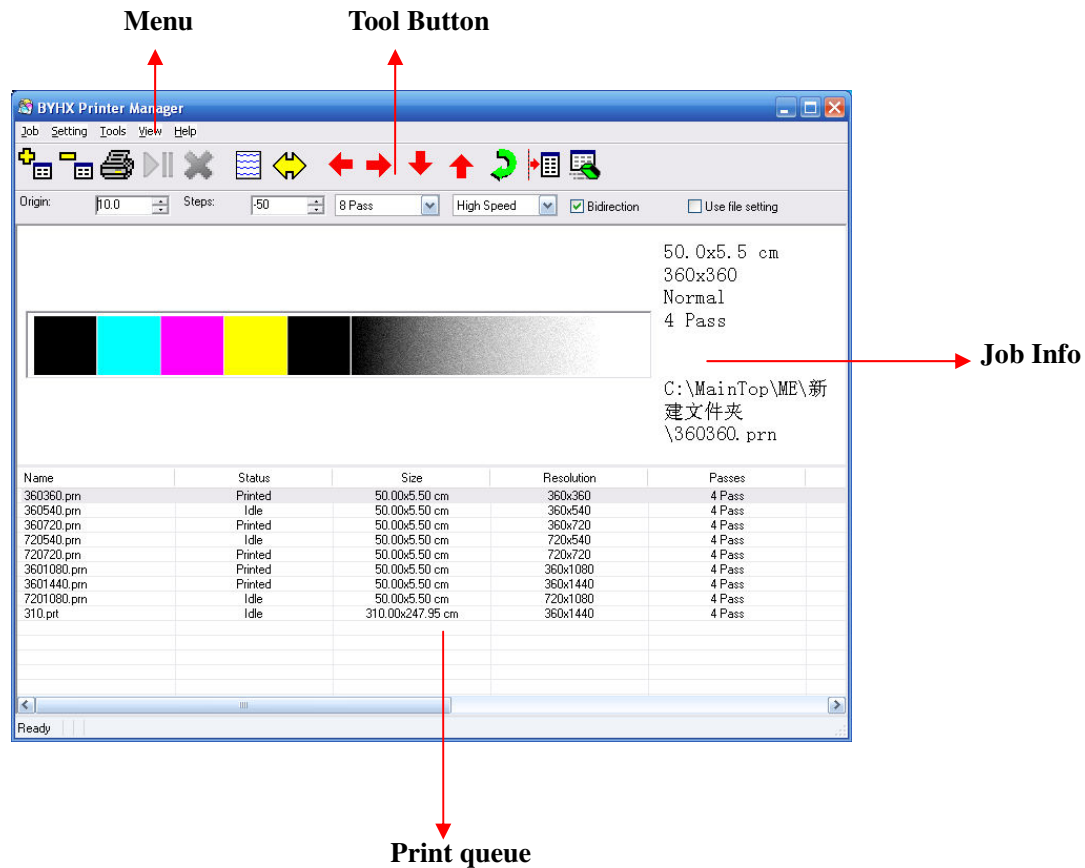 Menu Tool Button
BYHX Printer Manager
Job Setting Tools View Help
Origin: 10.0 Steps: -50 8 Pass High Speed Bidirection Use file setting
50.0x5.5 cm
360x360
Normal
4 Pass
Job Info
C:\MainTop\ME\新
建文件夹
\360360.prn
Name Status Size Resolution Passes
360360.prn Printed 50.00x5.50 cm 360x360 4 Pass
360540.prn Idle 50.00x5.50 cm 360x540 4 Pass
360720.prn Printed 50.00x5.50 cm 360x720 4 Pass
720540.prn Idle 50.00x5.50 cm 720x540 4 Pass
720720.prn Printed 50.00x5.50 cm 720x720 4 Pass
3601080.prn Printed 50.00x5.50 cm 360x1080 4 Pass
3601440.prn Printed 50.00x5.50 cm 360x1440 4 Pass
7201080.prn Idle 50.00x5.50 cm 720x1080 4 Pass
310.prt Idle 310.00x247.95 cm 360x1440 4 Pass
Ready
Print queue